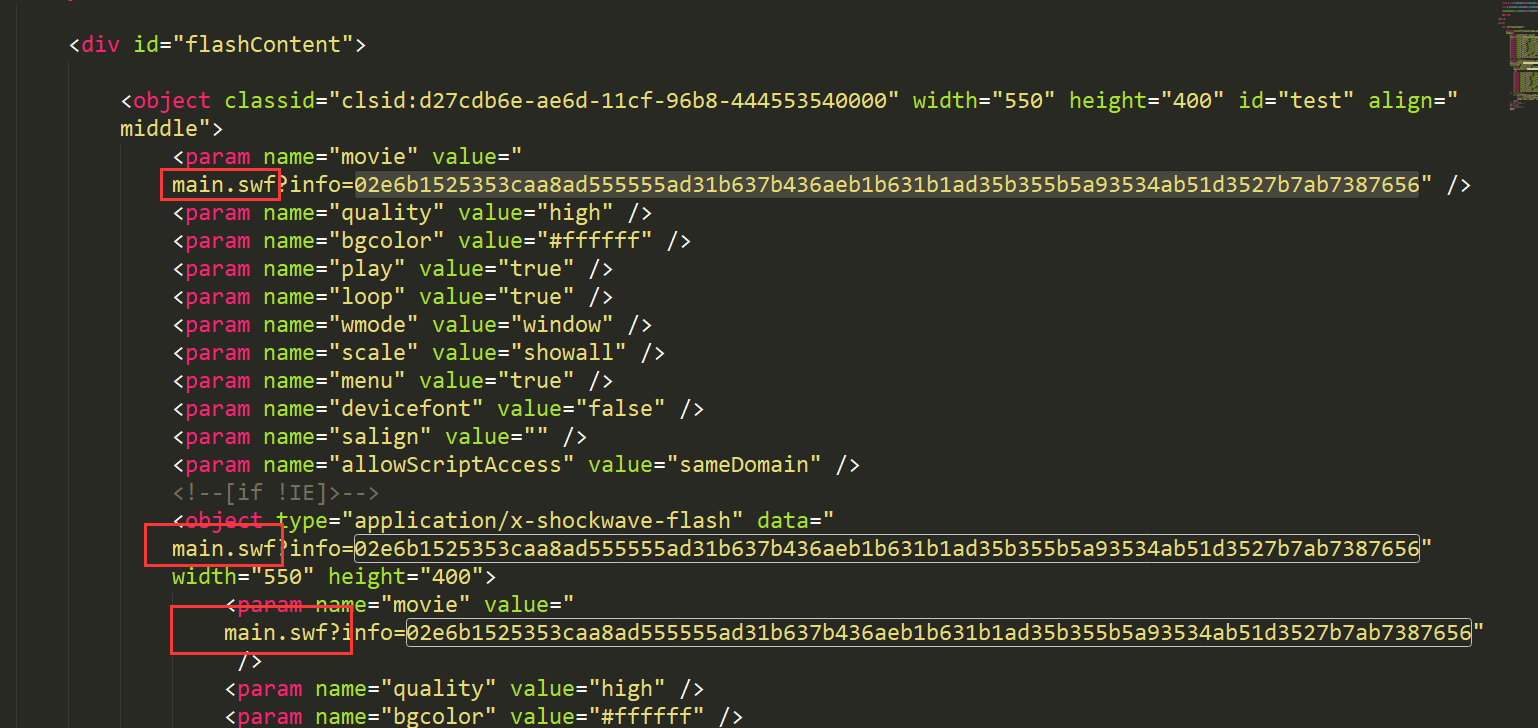 <div id="flashContent">
<object classid="clsid:d27cdb6e-ae6d-11cf-96b8-444553540000" width="550" height="400" id="test" align="
middle">
<param name="movie" value="
main.swf?info=02e6b1525353caa8ad555555ad31b637b436aeb1b631b1ad35b355b5a93534ab51d3527b7ab7387656" />
<param name="quality" value="high" />
<param name="bgcolor" value="#ffffff" />
<param name="play" value="true" />
<param name="loop" value="true" />
<param name="wmode" value="window" />
<param name="scale" value="showall" />
<param name="menu" value="true" />
<param name="devicefont" value="false" />
<param name="salign" value="" />
<param name="allowScriptAccess" value="sameDomain" />
<!--[if !IE]>-->
<object type="application/x-shockwave-flash" data="
main.swf?info=02e6b1525353caa8ad555555ad31b637b436aeb1b631b1ad35b355b5a93534ab51d3527b7ab7387656"
width="550" height="400">
<param name="movie" value="
main.swf?info=02e6b1525353caa8ad555555ad31b637b436aeb1b631b1ad35b355b5a93534ab51d3527b7ab7387656"
/>
<param name="quality" value="high" />
<param name="bgcolor" value="#ffffff" />